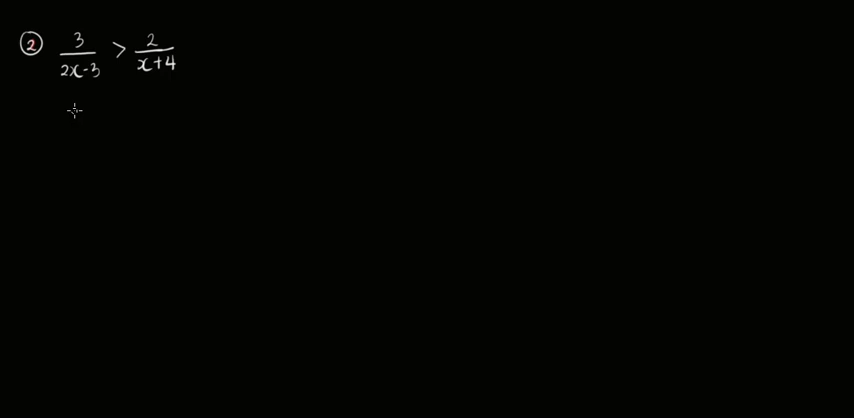 ② 3/(2x-3) > 2/(x+4)